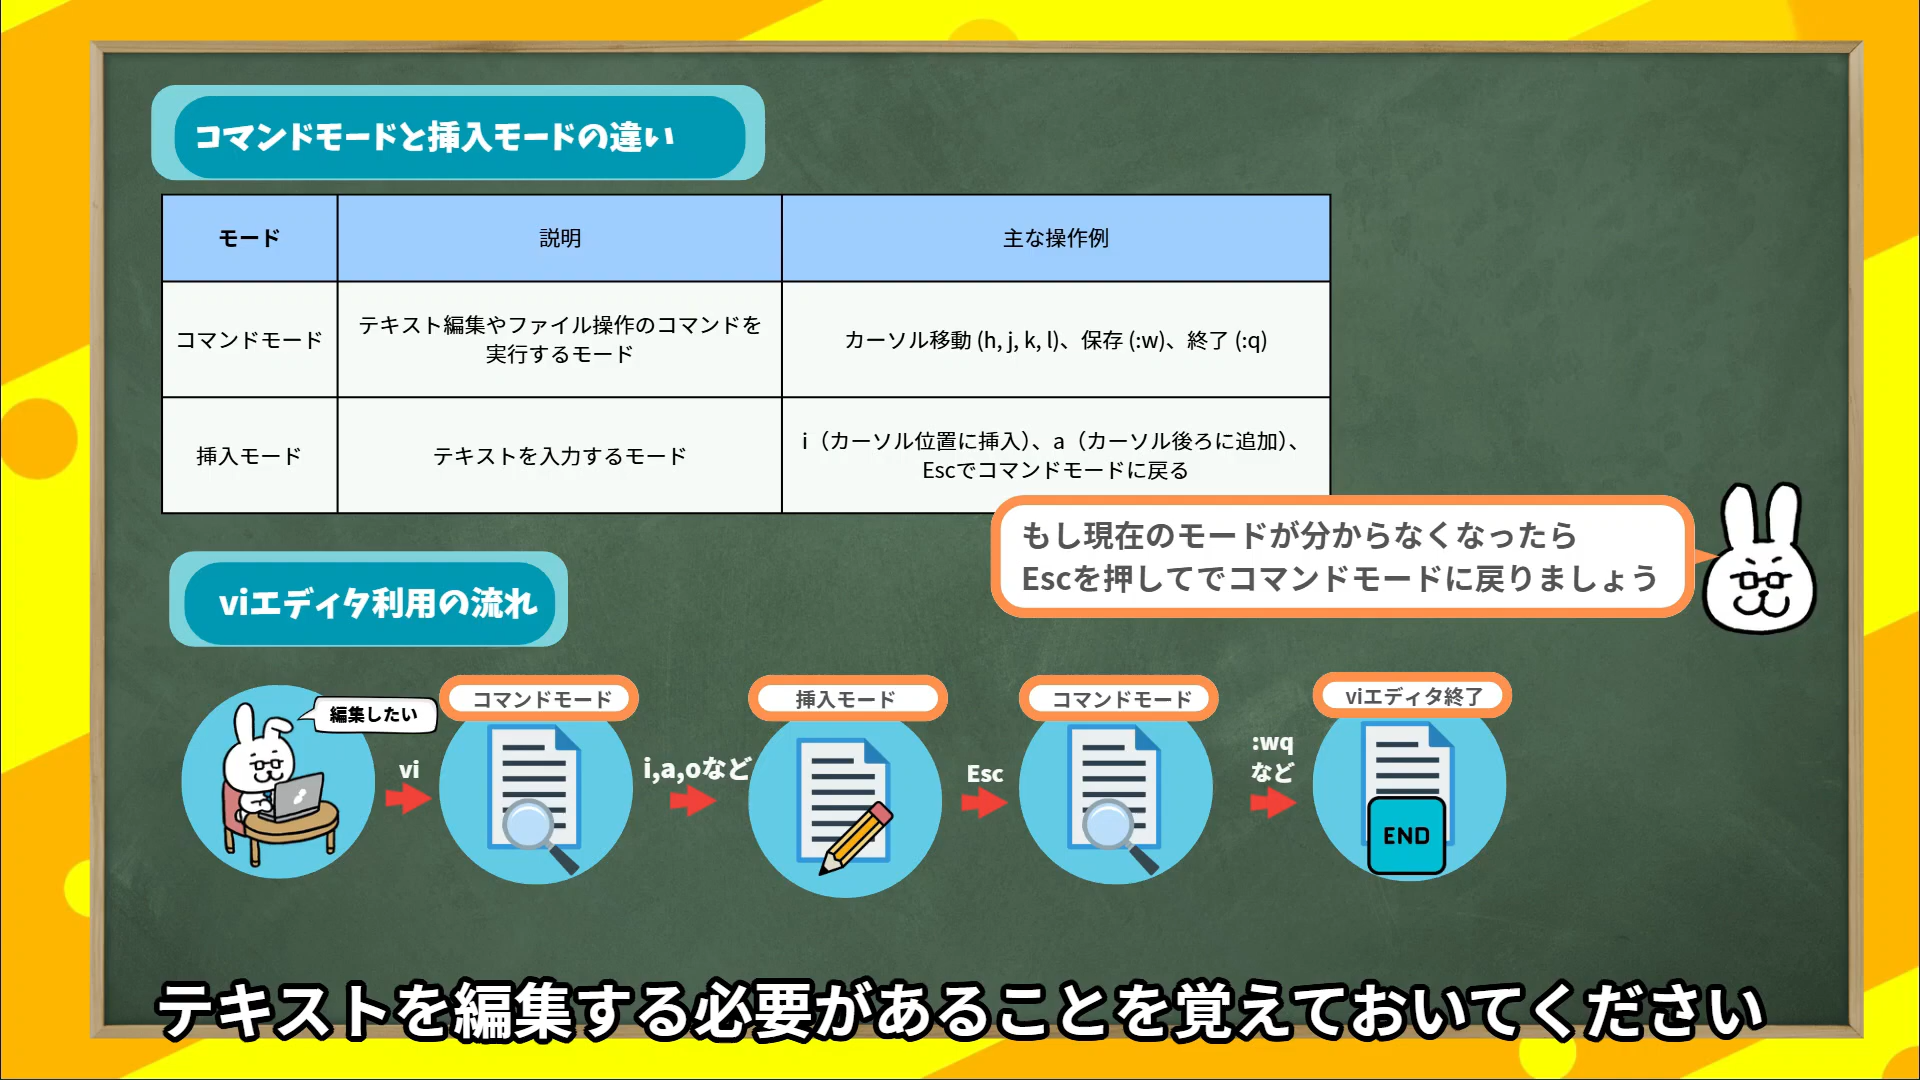 コマンドモードと挿入モードの違い
モード
説明
主な操作例
コマンドモード
テキスト編集やファイル操作のコマンドを
実行するモード
カーソル移動 (h, j, k, l)、保存 (:w)、終了 (:q)
挿入モード
テキストを入力するモード
i（カーソル位置に挿入）、a（カーソル後ろに追加）、
Escでコマンドモードに戻る
もし現在のモードが分からなくなったら
Escを押してでコマンドモードに戻りましょう
viエディタ利用の流れ
編集したい
vi
コマンドモード
i,a,oなど
挿入モード
Esc
コマンドモード
:wq
など
viエディタ終了
END
テキストを編集する必要があることを覚えておいてください